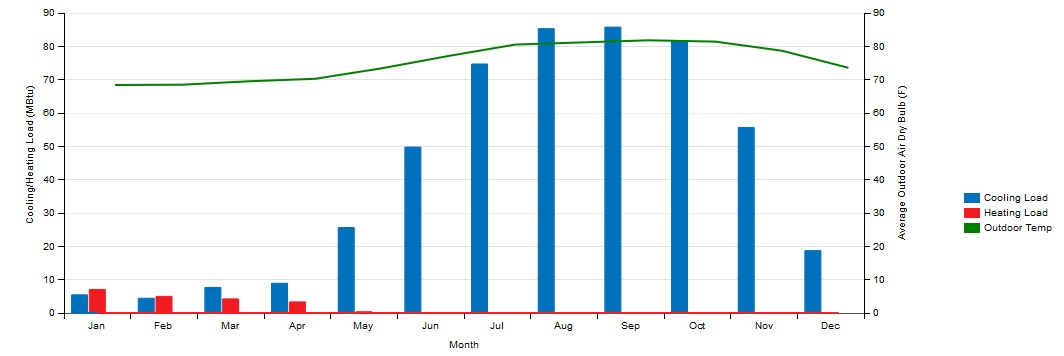 90
80
70
60
50
40
30
20
10
0
Cooling/Heating Load (MBtu)
Jan Feb Mar Apr May Jun Jul Aug Sep Oct Nov Dec
Month
90
80
70
60
50
40
30
20
10
0
Average Outdoor Air Dry Bulb (F)
Cooling Load
Heating Load
Outdoor Temp